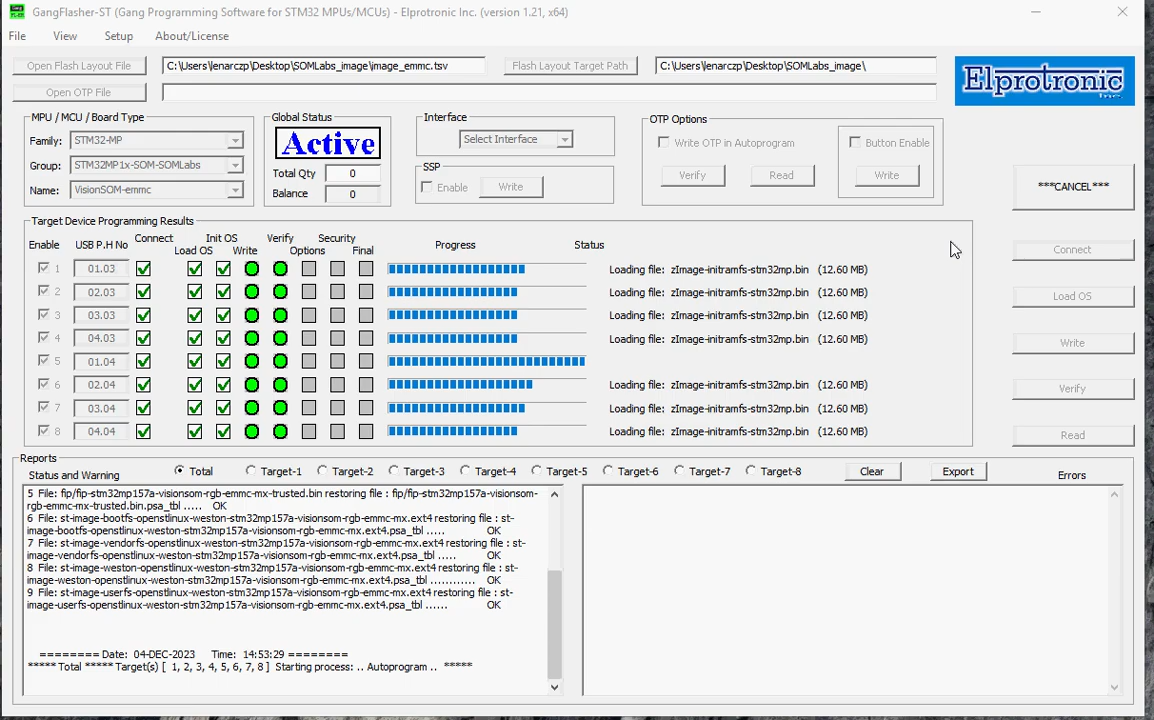 GangFlasher-ST (Gang Programming Software for STM32 MPUs/MCUs) - Elprotronic Inc. (version 1.21, x64)
File View Setup About/License
Open Flash Layout File C:\Users\lenarczp\Desktop\SOMLabs_image\image_emmc.tsv Flash Layout Target Path C:\Users\lenarczp\Desktop\SOMLabs_image\
Open OTP File
Elprotronic Inc.
MPU / MCU / Board Type Global Status Interface OTP Options
Family: STM32-MP Active Select Interface Write OTP in Autoprogram Button Enable
Group: STM32MP1x-SOM-SOMLabs Total Qty 0 SSP Verify Read Write ***CANCEL***
Name: VisionSOM-emmc Balance 0 Enable Write
Target Device Programming Results
Enable USB P.H No Connect Load OS Init OS Write Verify Options Security Final Progress Status Connect
1 01.03 Loading file: zImage-initramfs-stm32mp.bin (12.60 MB)
2 02.03 Loading file: zImage-initramfs-stm32mp.bin (12.60 MB) Load OS
3 03.03 Loading file: zImage-initramfs-stm32mp.bin (12.60 MB)
4 04.03 Loading file: zImage-initramfs-stm32mp.bin (12.60 MB) Write
5 01.04
6 02.04 Loading file: zImage-initramfs-stm32mp.bin (12.60 MB) Verify
7 03.04 Loading file: zImage-initramfs-stm32mp.bin (12.60 MB)
8 04.04 Loading file: zImage-initramfs-stm32mp.bin (12.60 MB) Read
Reports
Status and Warning Total Target-1 Target-2 Target-3 Target-4 Target-5 Target-6 Target-7 Target-8 Clear Export Errors
5 File: fip/fip-stm32mp157a-visionsom-rgb-emmc-mx-trusted.bin restoring file : fip/fip-stm32mp157a-visionsom-
rgb-emmc-mx-trusted.bin.psa_tbl ..... OK
6 File: st-image-bootfs-openstlinux-weston-stm32mp157a-visionsom-rgb-emmc-mx.ext4 restoring file : st-
image-bootfs-openstlinux-weston-stm32mp157a-visionsom-rgb-emmc-mx.ext4.psa_tbl ..... OK
7 File: st-image-vendorfs-openstlinux-weston-stm32mp157a-visionsom-rgb-emmc-mx.ext4 restoring file : st-
image-vendorfs-openstlinux-weston-stm32mp157a-visionsom-rgb-emmc-mx.ext4.psa_tbl ..... OK
8 File: st-image-weston-openstlinux-weston-stm32mp157a-visionsom-rgb-emmc-mx.ext4 restoring file : st-
image-weston-openstlinux-weston-stm32mp157a-visionsom-rgb-emmc-mx.ext4.psa_tbl ............ OK
9 File: st-image-userfs-openstlinux-weston-stm32mp157a-visionsom-rgb-emmc-mx.ext4 restoring file : st-
image-userfs-openstlinux-weston-stm32mp157a-visionsom-rgb-emmc-mx.ext4.psa_tbl ...... OK
======== Date: 04-DEC-2023 Time: 14:53:29 ========
***** Total ***** Target(s) [ 1, 2, 3, 4, 5, 6, 7, 8 ] Starting process: .. Autoprogram .. *****